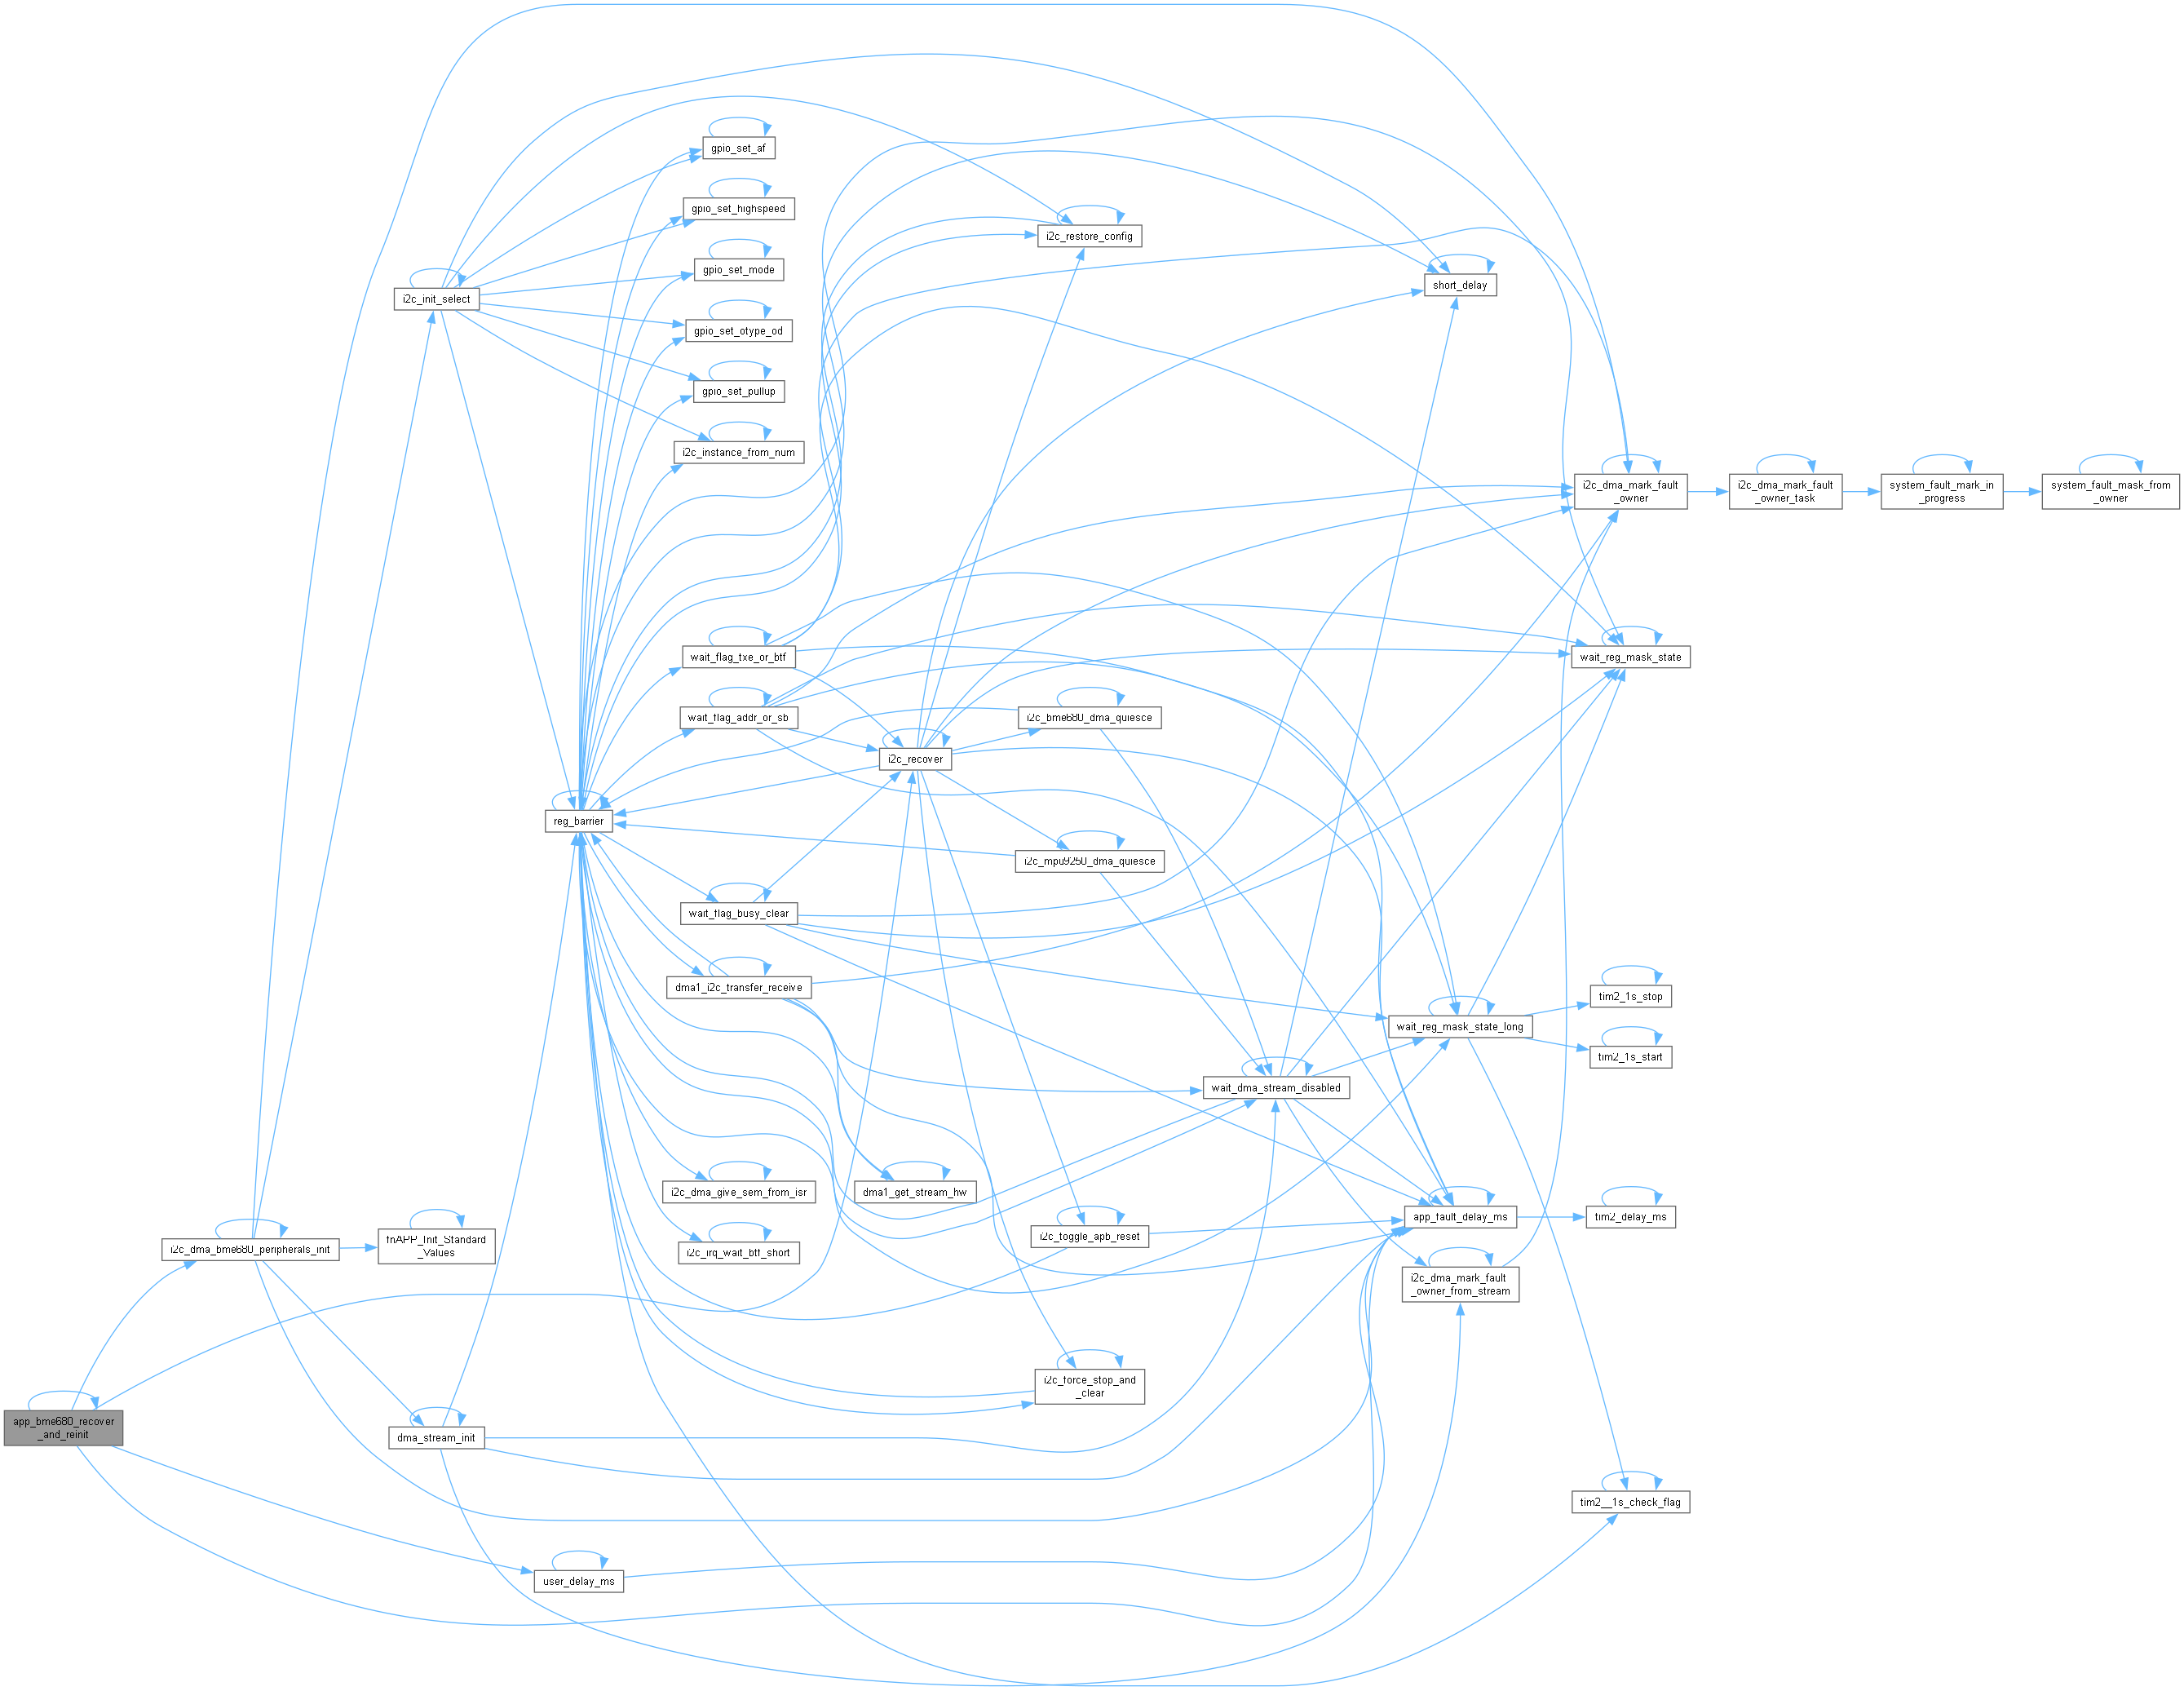 gpio_set_af
gpio_set_highspeed
i2c_restore_config
gpio_set_mode
short_delay
i2c_init_select
gpio_set_otype_od
gpio_set_pullup
i2c_instance_from_num
i2c_dma_mark_fault
_owner
i2c_dma_mark_fault
_owner_task
system_fault_mark_in
_progress
system_fault_mask_from
_owner
wait_flag_txe_or_btf
wait_reg_mask_state
wait_flag_addr_or_sb
i2c_bme680_dma_quiesce
i2c_recover
reg_barrier
i2c_mpu9250_dma_quiesce
wait_flag_busy_clear
dma1_i2c_transfer_receive
tim2_1s_stop
wait_reg_mask_state_long
tim2_1s_start
wait_dma_stream_disabled
i2c_dma_give_sem_from_isr
dma1_get_stream_hw
app_fault_delay_ms
tim2_delay_ms
i2c_toggle_apb_reset
i2c_dma_bme680_peripherals_init
fnAPP_Init_Standard
_Values
i2c_irq_wait_btf_short
i2c_dma_mark_fault
_owner_from_stream
i2c_force_stop_and
_clear
app_bme680_recover
_and_reinit
dma_stream_init
tim2__1s_check_flag
user_delay_ms